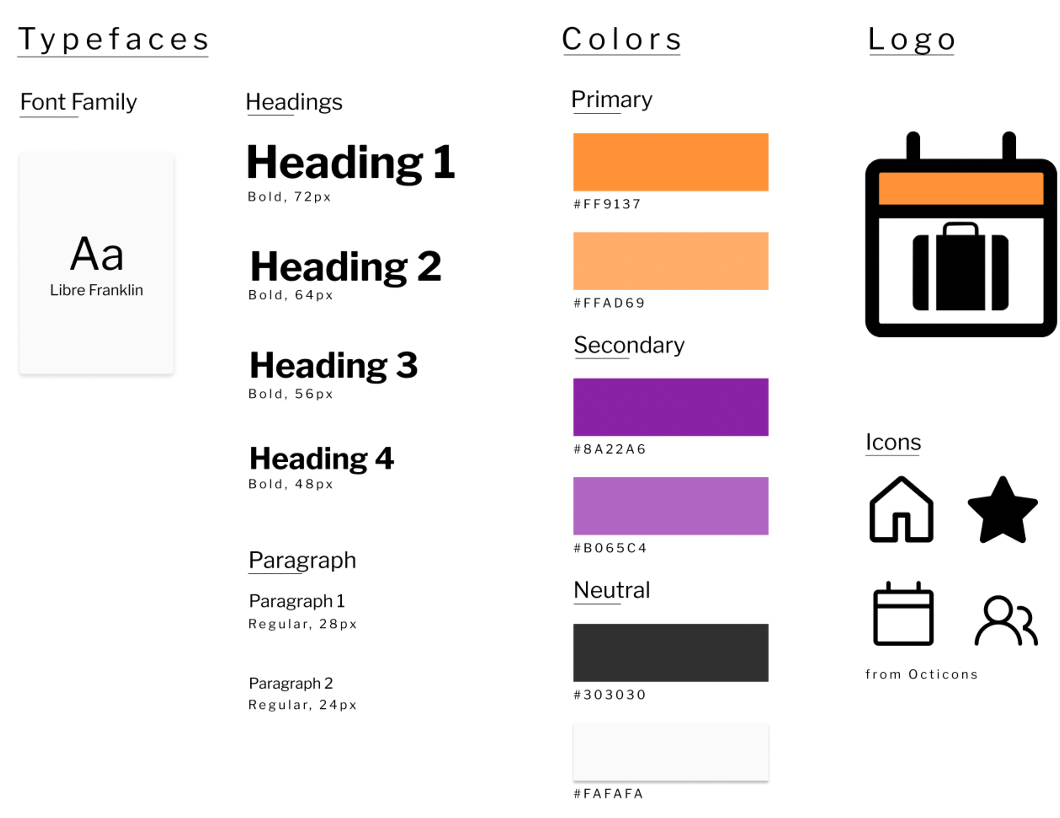 Typefaces
Font Family
Aa
Libre Franklin
Headings
Heading 1
Bold, 72px
Heading 2
Bold, 64px
Heading 3
Bold, 56px
Heading 4
Bold, 48px
Paragraph
Paragraph 1
Regular, 28px
Paragraph 2
Regular, 24px
Colors
Primary
#FF9137
#FFAD69
Secondary
#8A22A6
#B065C4
Neutral
#303030
#FAFAFA
Logo
Icons
from Octicons